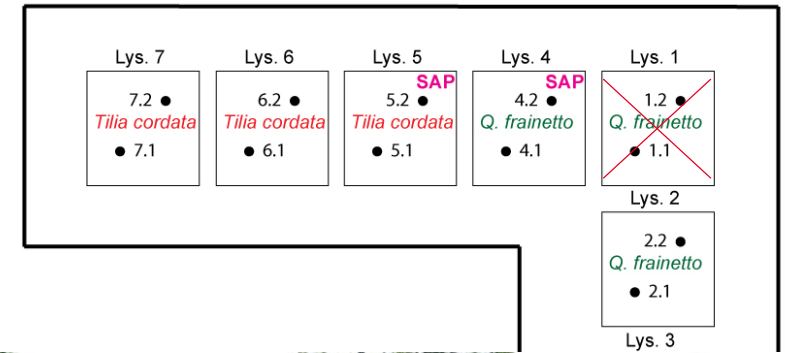 Lys. 7
7.2
Tilia cordata
7.1
Lys. 6
6.2
Tilia cordata
6.1
Lys. 5
SAP
5.2
Tilia cordata
5.1
Lys. 4
SAP
4.2
Q. frainetto
4.1
Lys. 1
1.2
Q. frainetto
1.1
Lys. 2
2.2
Q. frainetto
2.1
Lys. 3